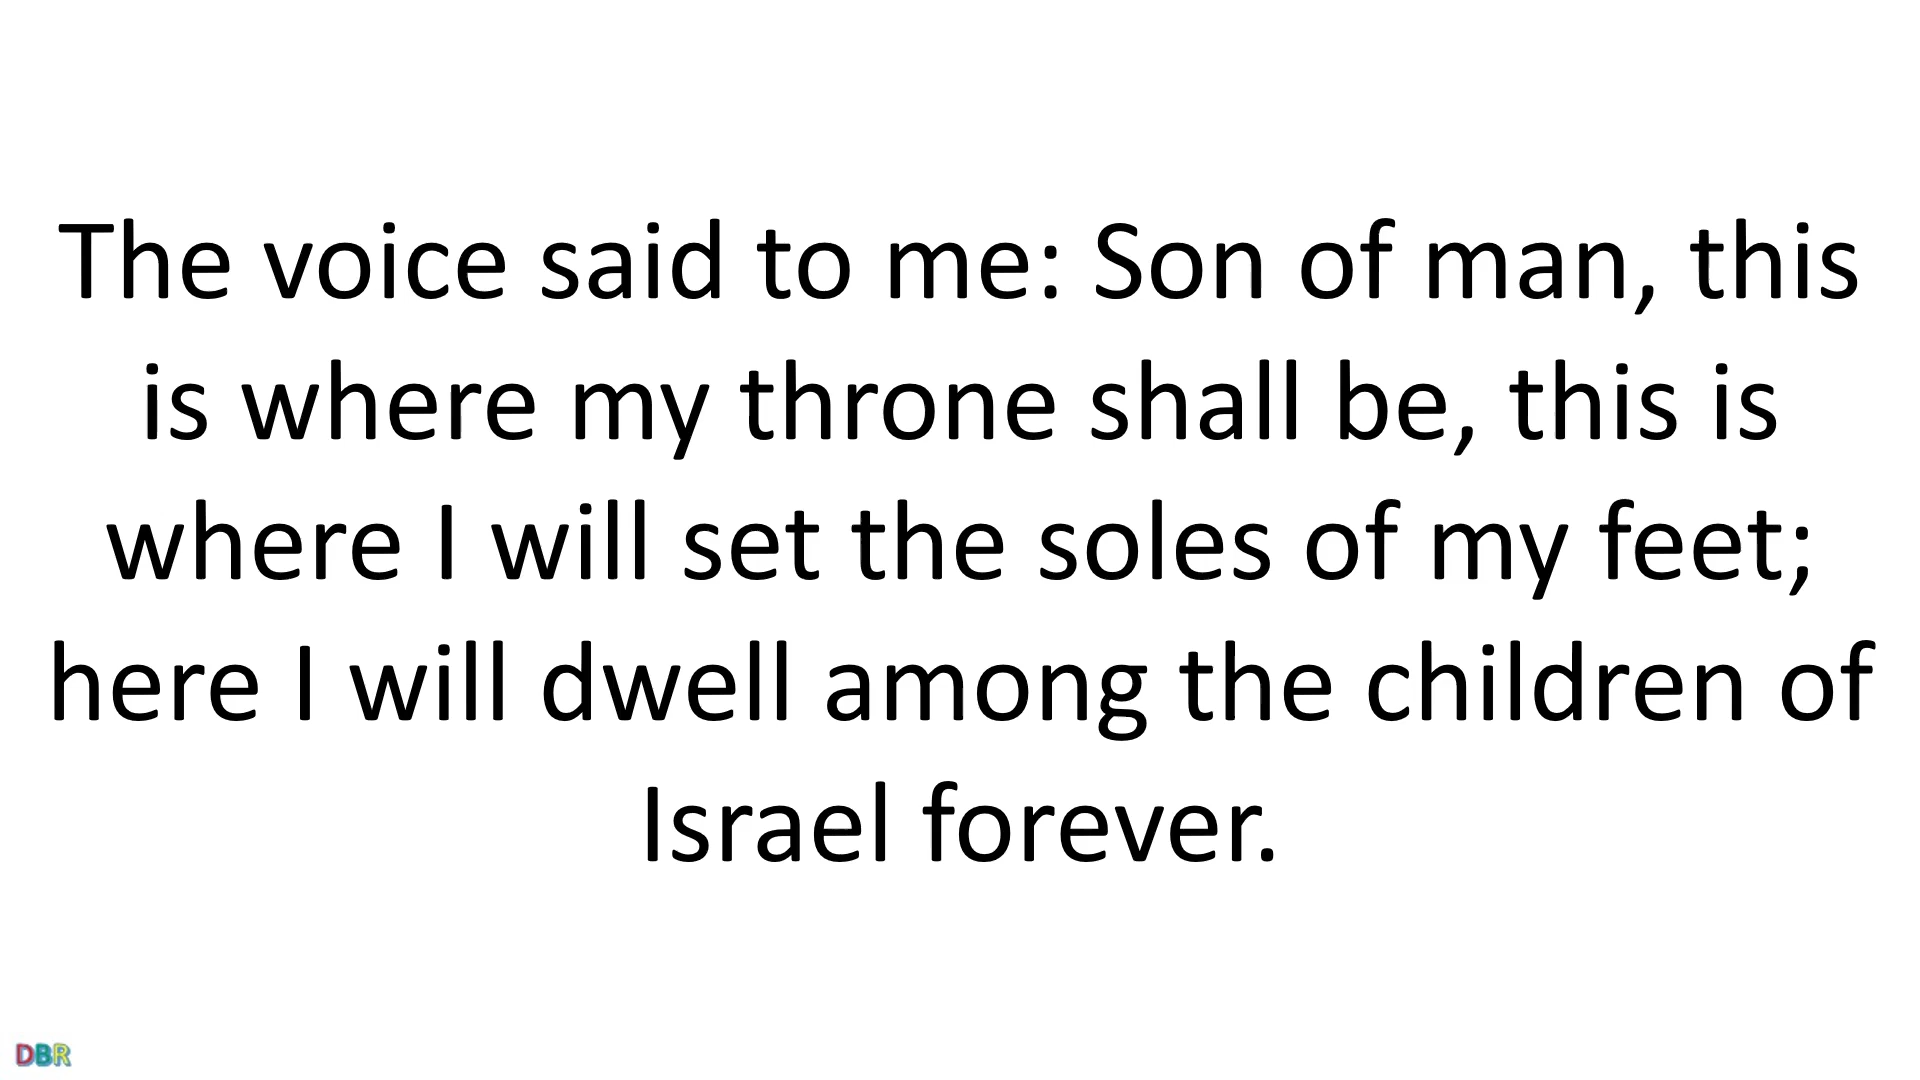 The voice said to me: Son of man, this
is where my throne shall be, this is
where I will set the soles of my feet;
here I will dwell among the children of
Israel forever.
DBR